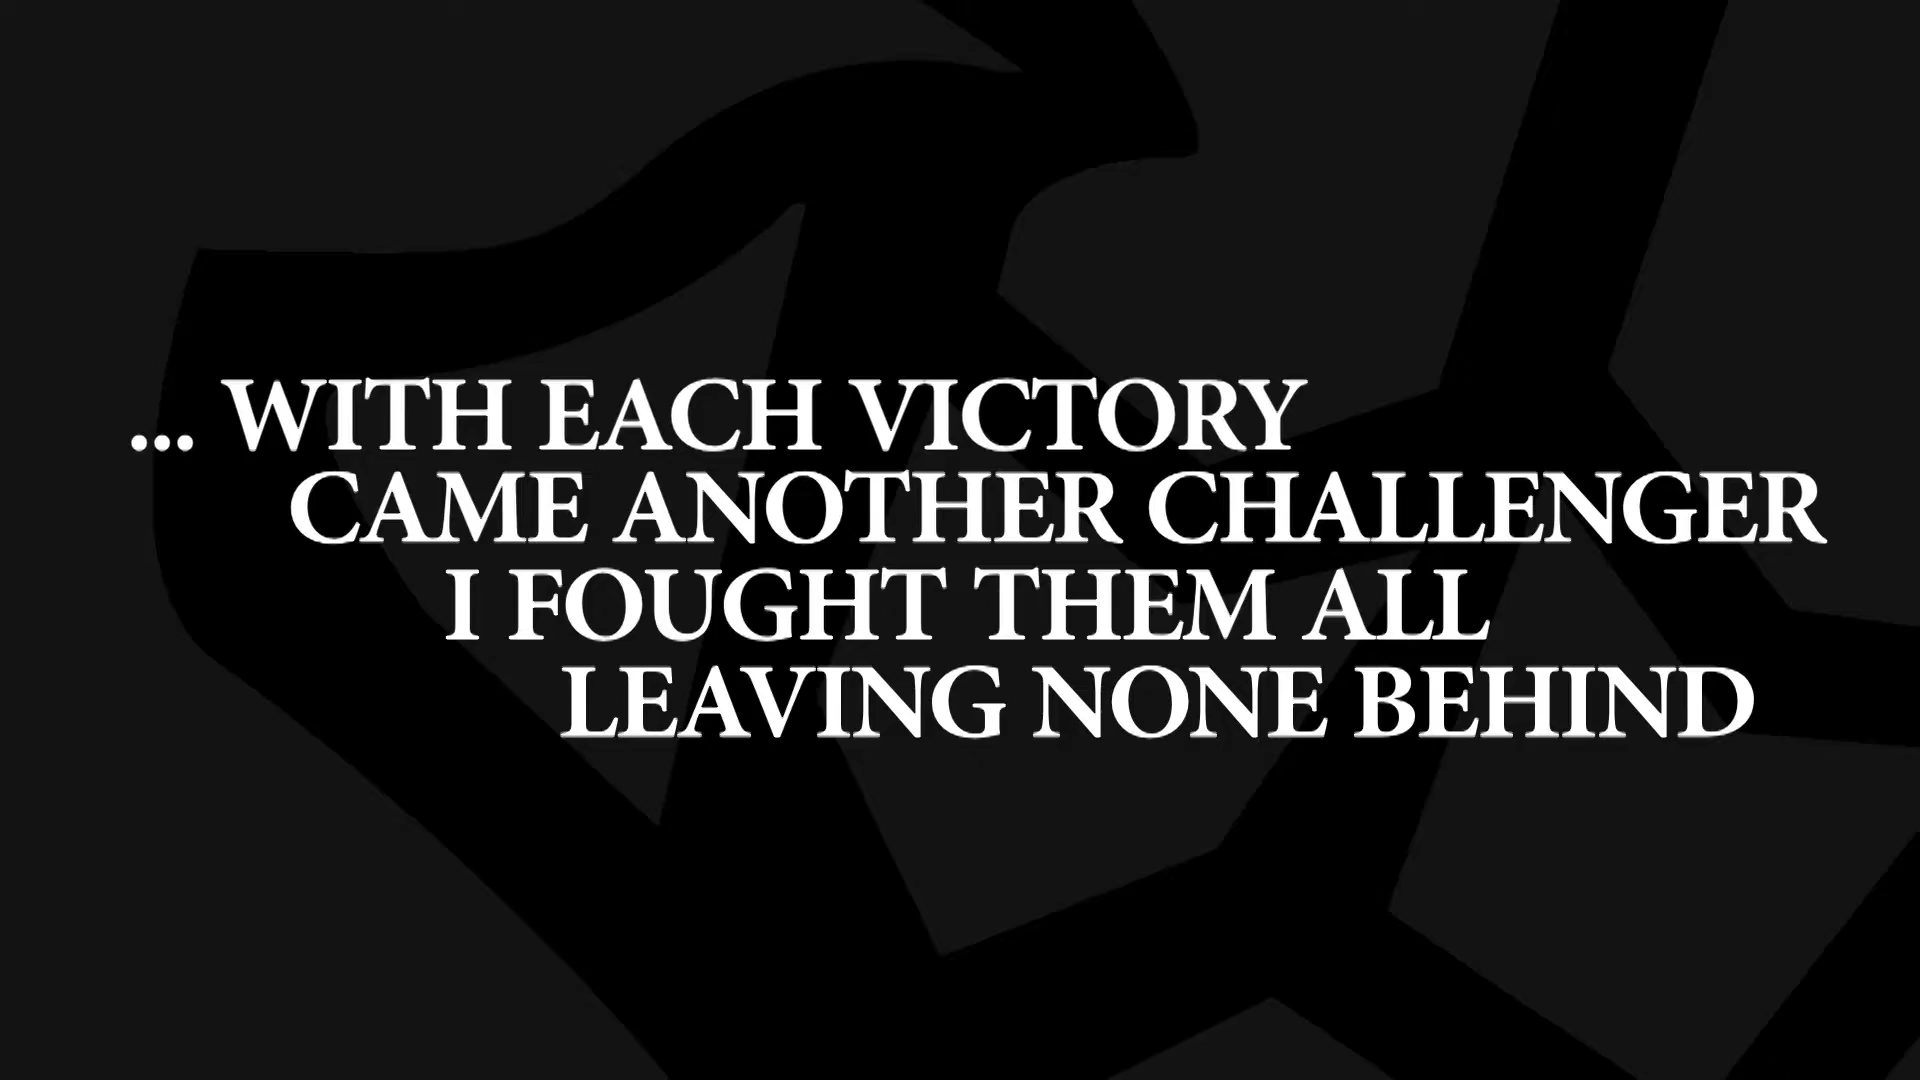 ... WITH EACH VICTORY
CAME ANOTHER CHALLENGER
I FOUGHT THEM ALL
LEAVING NONE BEHIND